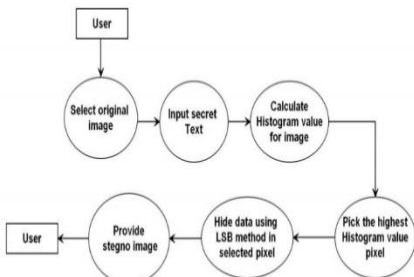 User
Select original
image
Input secret
Text
Calculate
Histogram value
for image
Pick the highest
Histogram value
pixel
Hide data using
LSB method in
selected pixel
Provide
stegno image
User